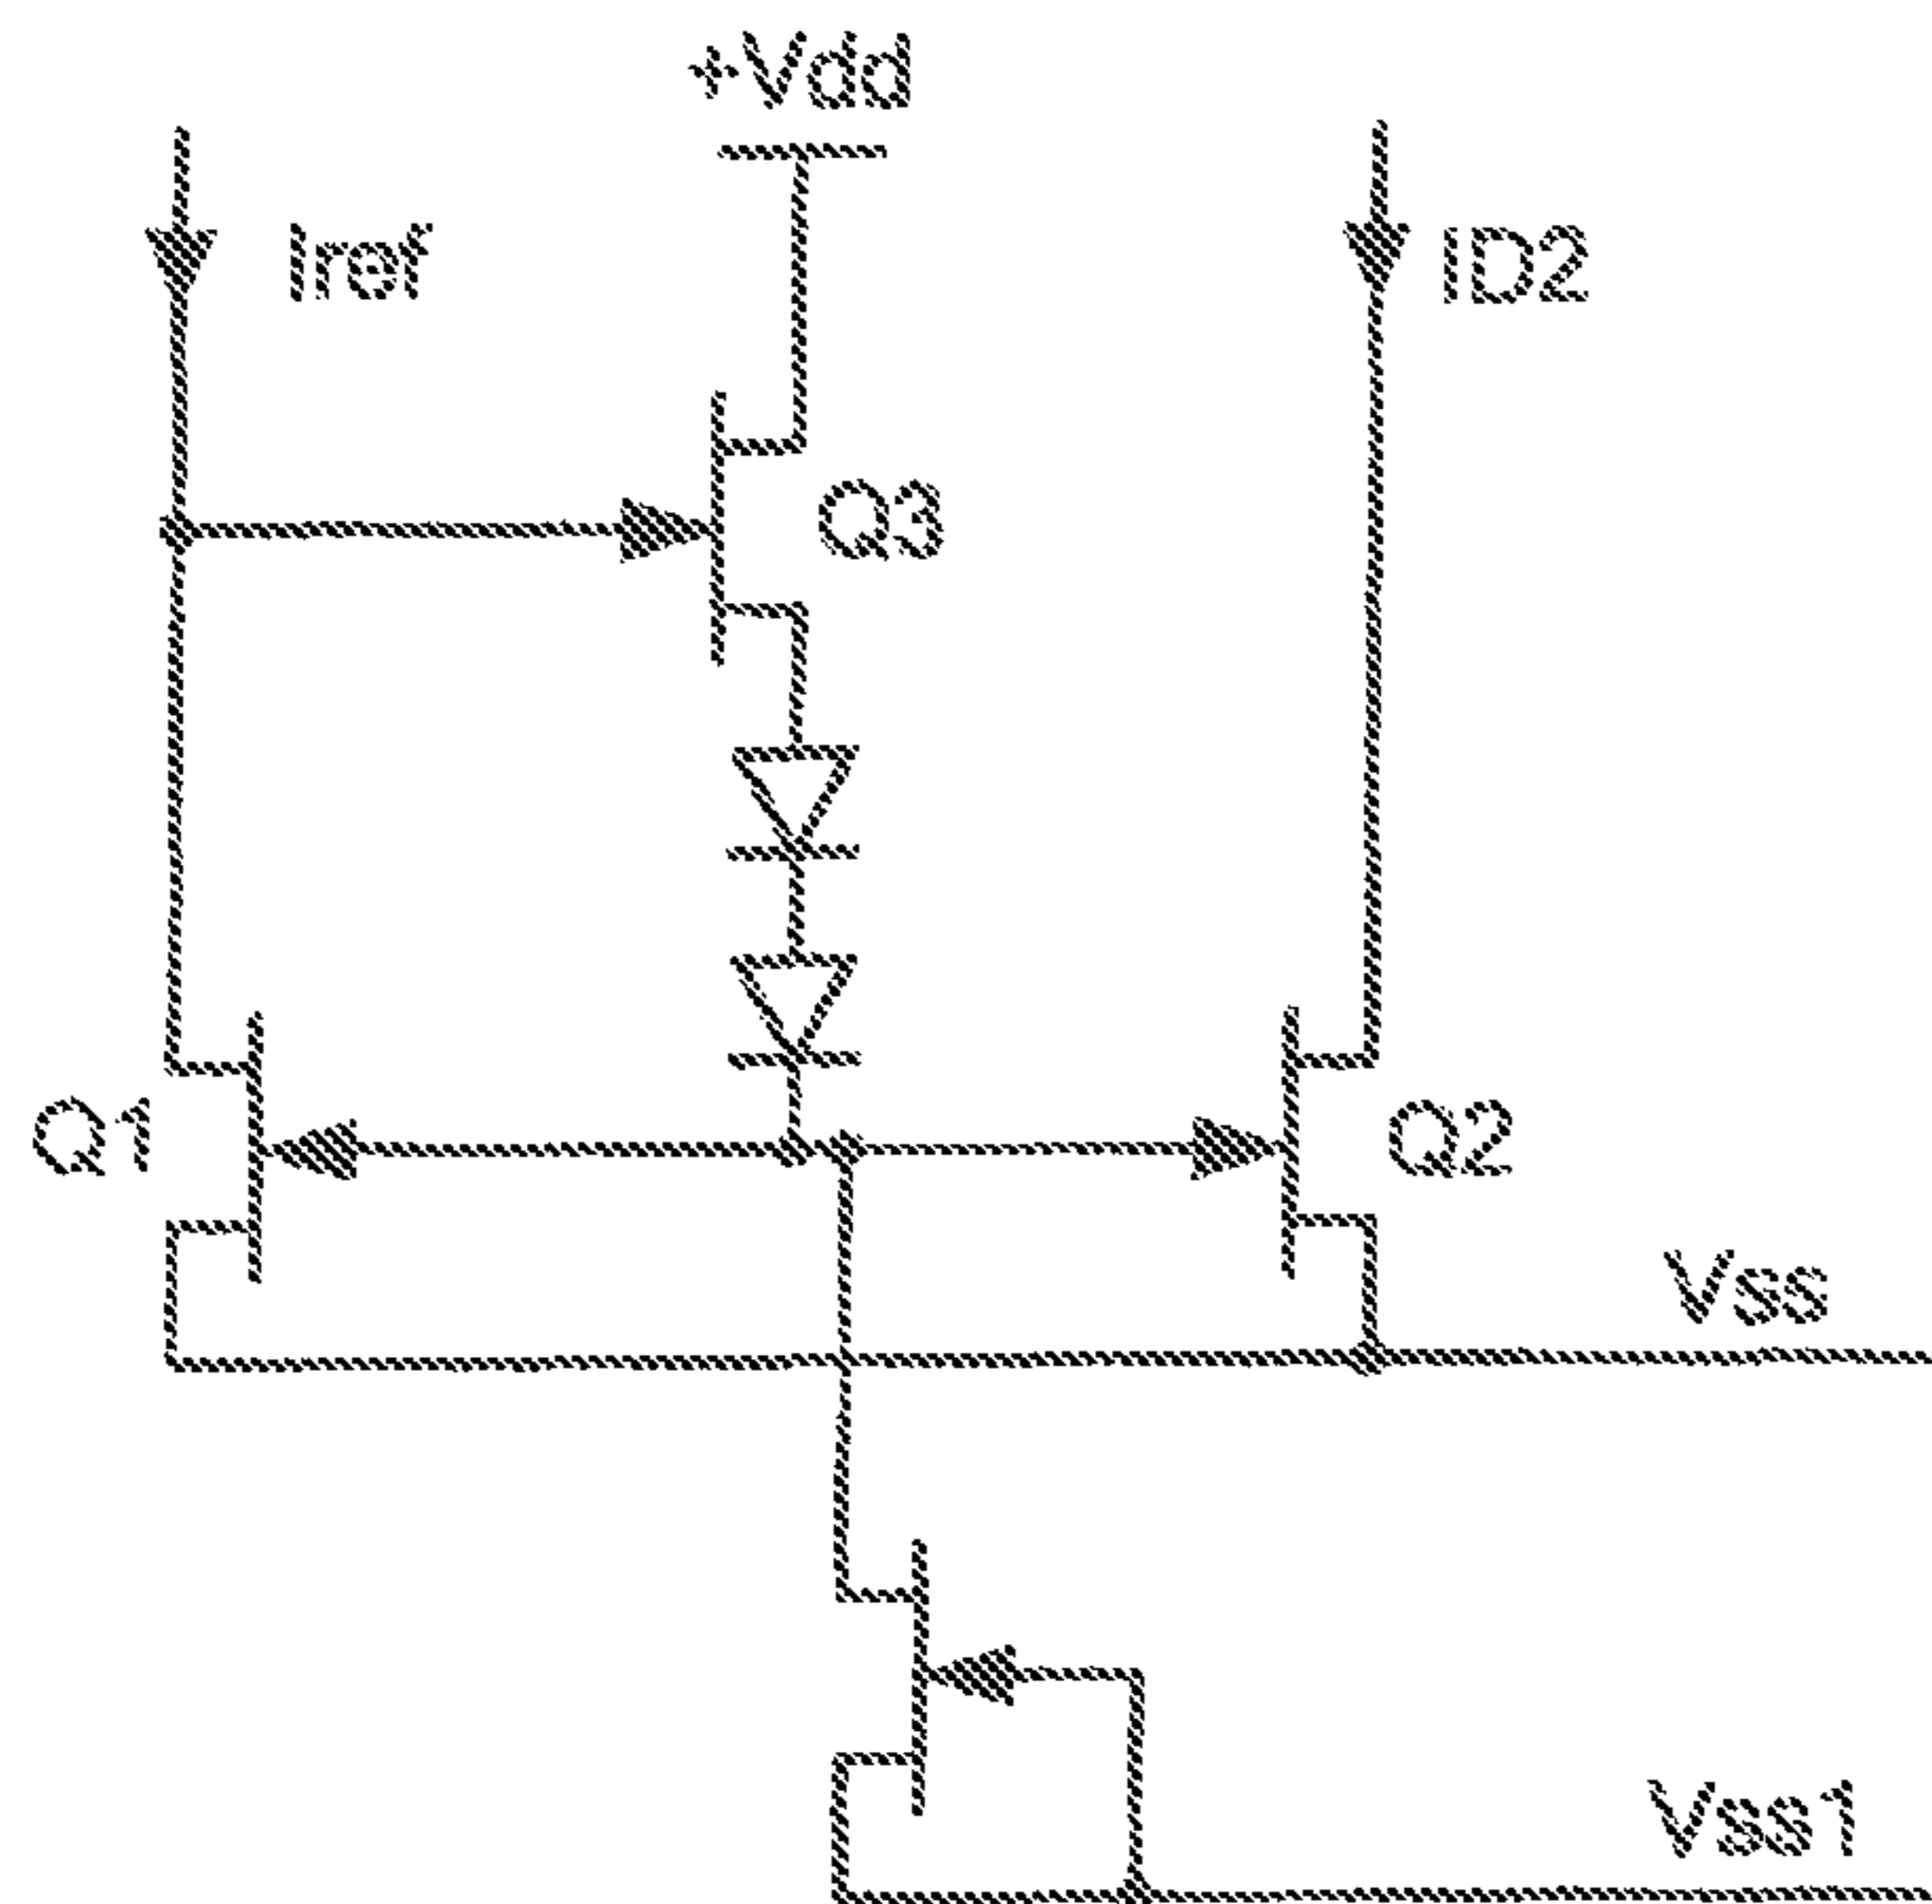 +Vdd
Iref
ID2
Q3
Q1
Q2
Vss
Vss1